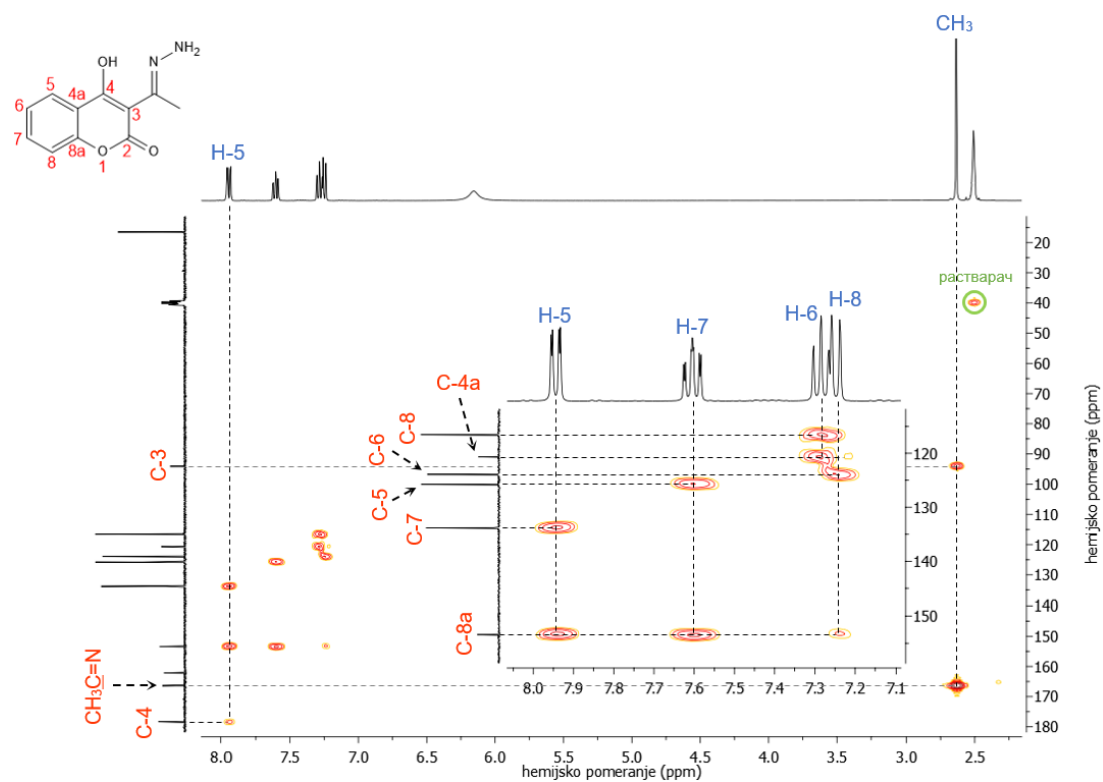 CH₃
OH
N
NH₂
5
4
4a
6
3
7
8a
2
8
O
1
O
H-5
20
30
растварач
40
H-5
H-7
H-6
H-8
50
60
C-4a
70
C-8
80
C-6
C-3
120
90
C-5
100
130
C-7
110
140
120
130
C-8a
150
140
150
8.0 7.9 7.8 7.7 7.6 7.5 7.4 7.3 7.2 7.1
CH₃C=N
160
170
C-4
180
8.0 7.5 7.0 6.5 6.0 5.5 5.0 4.5 4.0 3.5 3.0 2.5
hemijsko pomeranje (ppm)
hemijsko pomeranje (ppm)